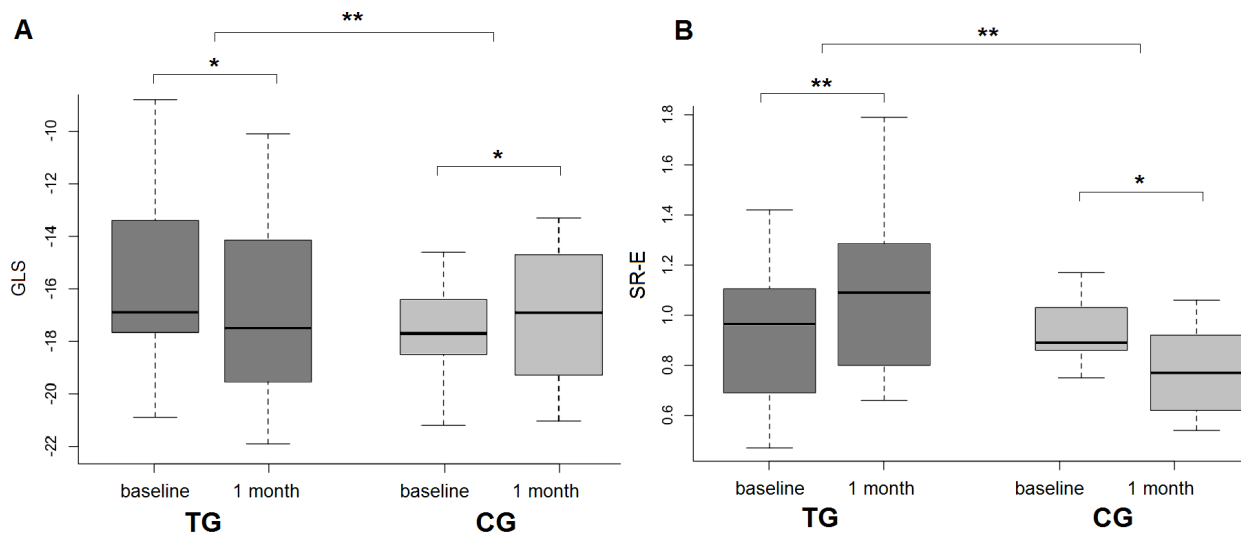 A
**
*
*
GLS
-10
-12
-14
-16
-18
-20
-22
baseline 1 month baseline 1 month
TG CG
B
**
**
*
SR-E
1.8
1.6
1.4
1.2
1.0
0.8
0.6
baseline 1 month baseline 1 month
TG CG